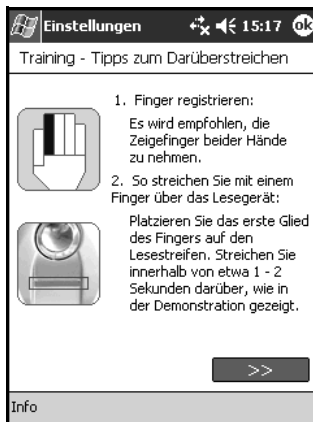 Einstellungen 15:17 ok
Training - Tipps zum Darüberstreichen
1. Finger registrieren:
Es wird empfohlen, die
Zeigefinger beider Hände
zu nehmen.
2. So streichen Sie mit einem
Finger über das Lesegerät:
Platzieren Sie das erste Glied
des Fingers auf den
Lesestreifen. Streichen Sie
innerhalb von etwa 1 - 2
Sekunden darüber, wie in
der Demonstration gezeigt.
>>
Info